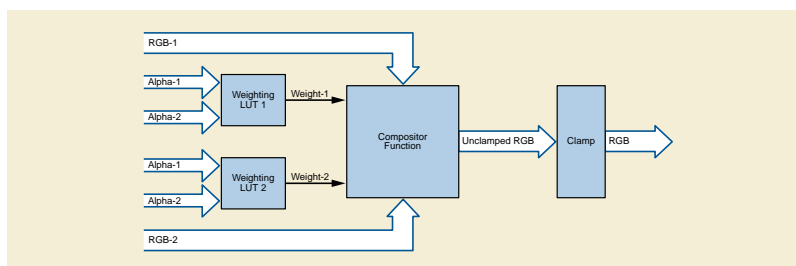 RGB-1
Alpha-1
Weighting
LUT 1
Weight-1
Alpha-2
Compositor
Function
Unclamped RGB
Clamp
RGB
Alpha-1
Weighting
LUT 2
Weight-2
Alpha-2
RGB-2